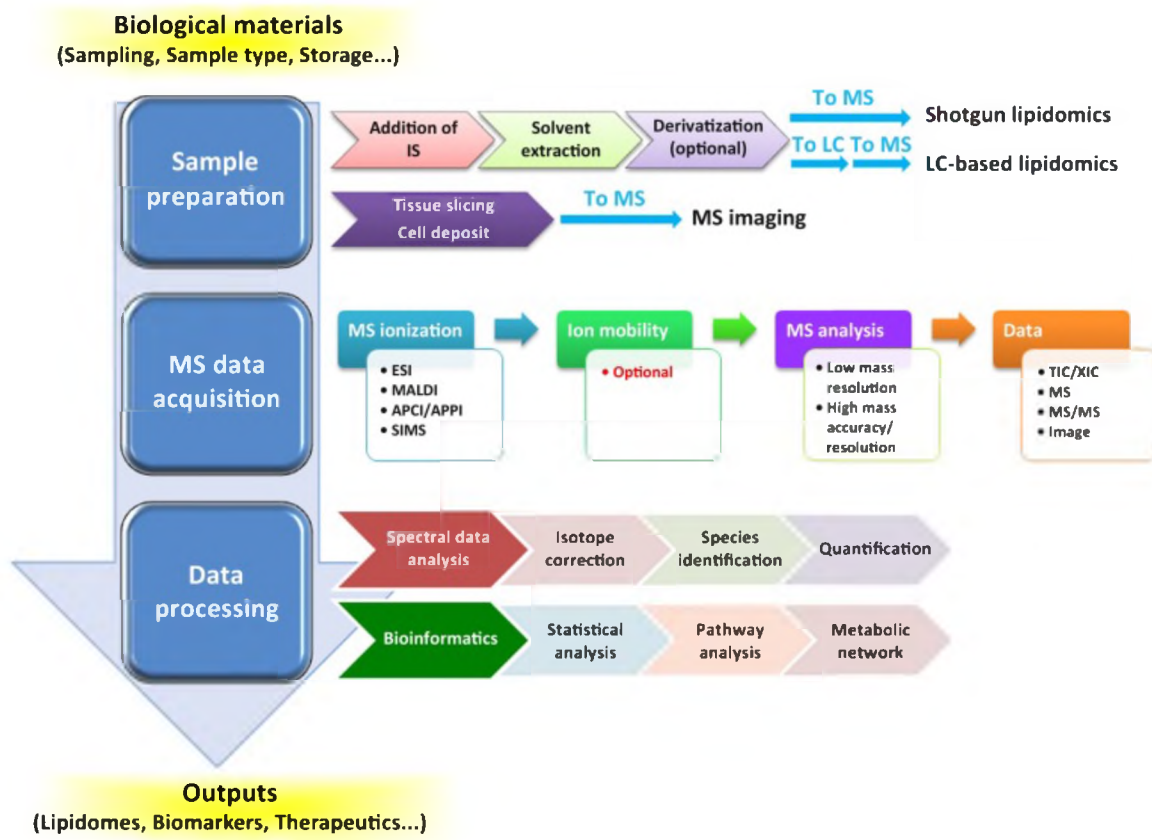 Biological materials
(Sampling, Sample type, Storage...)
Sample
preparation
Addition of
IS
Solvent
extraction
Derivatization
(optional)
To MS
Shotgun lipidomics
To LC
To MS
LC-based lipidomics
Tissue slicing
Cell deposit
To MS
MS imaging
MS data
acquisition
MS ionization
• ESI
• MALDI
• APCI/APPI
• SIMS
Ion mobility
• Optional
MS analysis
• Low mass
resolution
• High mass
accuracy/
resolution
Data
• TIC/XIC
• MS
• MS/MS
• Image
Data
processing
Spectral data
analysis
Isotope
correction
Species
identification
Quantification
Bioinformatics
Statistical
analysis
Pathway
analysis
Metabolic
network
Outputs
(Lipidomes, Biomarkers, Therapeutics...)